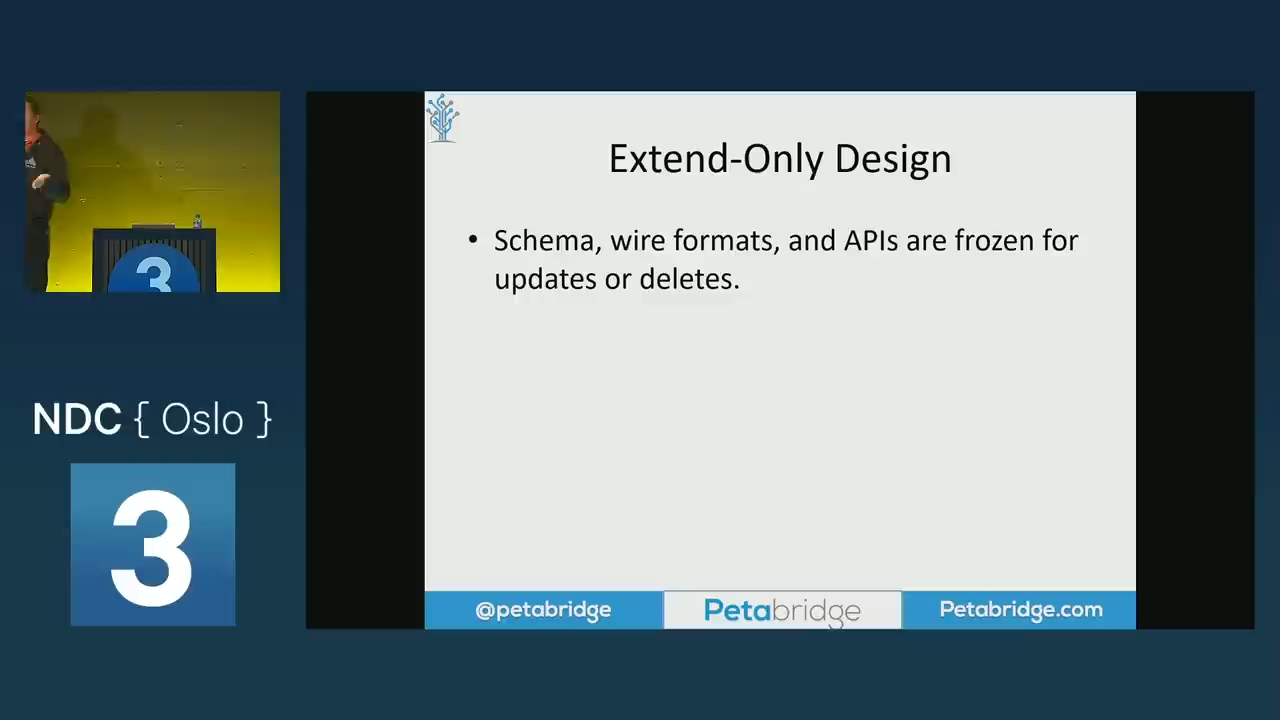 Extend-Only Design
• Schema, wire formats, and APIs are frozen for
updates or deletes.
@petabridge
Petabridge
Petabridge.com
3
NDC { Oslo }
3